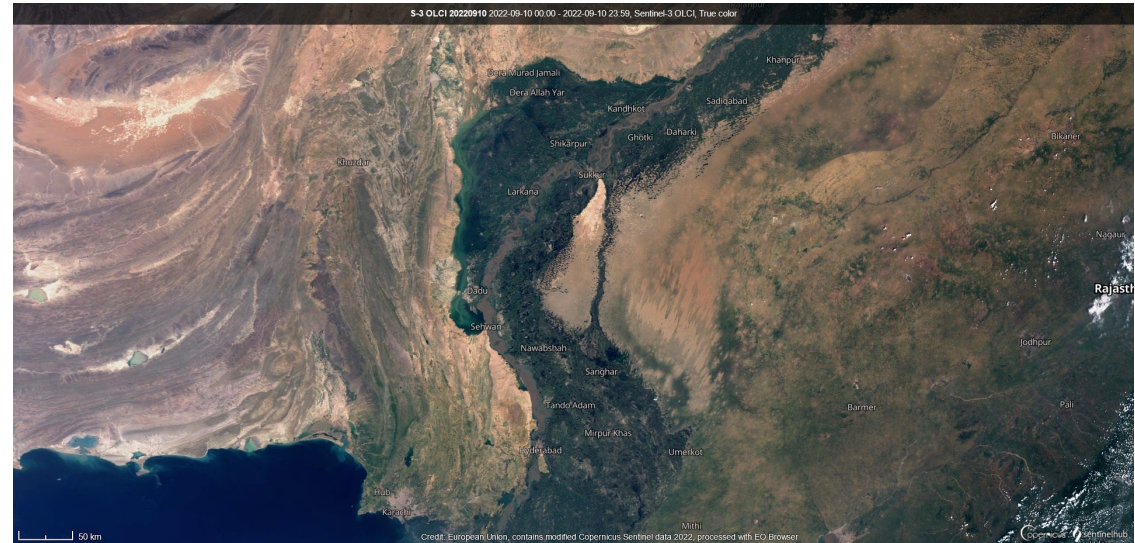 S-3 OLCI 20220910 2022-09-10 00:00 - 2022-09-10 23:59, Sentinel-3 OLCI, True color
Khanpur
Dera Murad Jamali
Dera Allah Yar
Sadiqabad
Kandhkot
Daharki
Ghotki
Bikaner
Shikarpur
Khuzdar
Sukkur
Larkana
Nagaur
Rajasth
Dadu
Sehwan
Jodhpur
Nawabshah
Sanghar
Tando Adam
Barmer
Pali
Mirpur Khas
Hyderabad
Umerkot
Hub
Karachi
Mithi
50 km
Credit: European Union, contains modified Copernicus Sentinel data 2022, processed with EO Browser
opernicus
sentinelhub